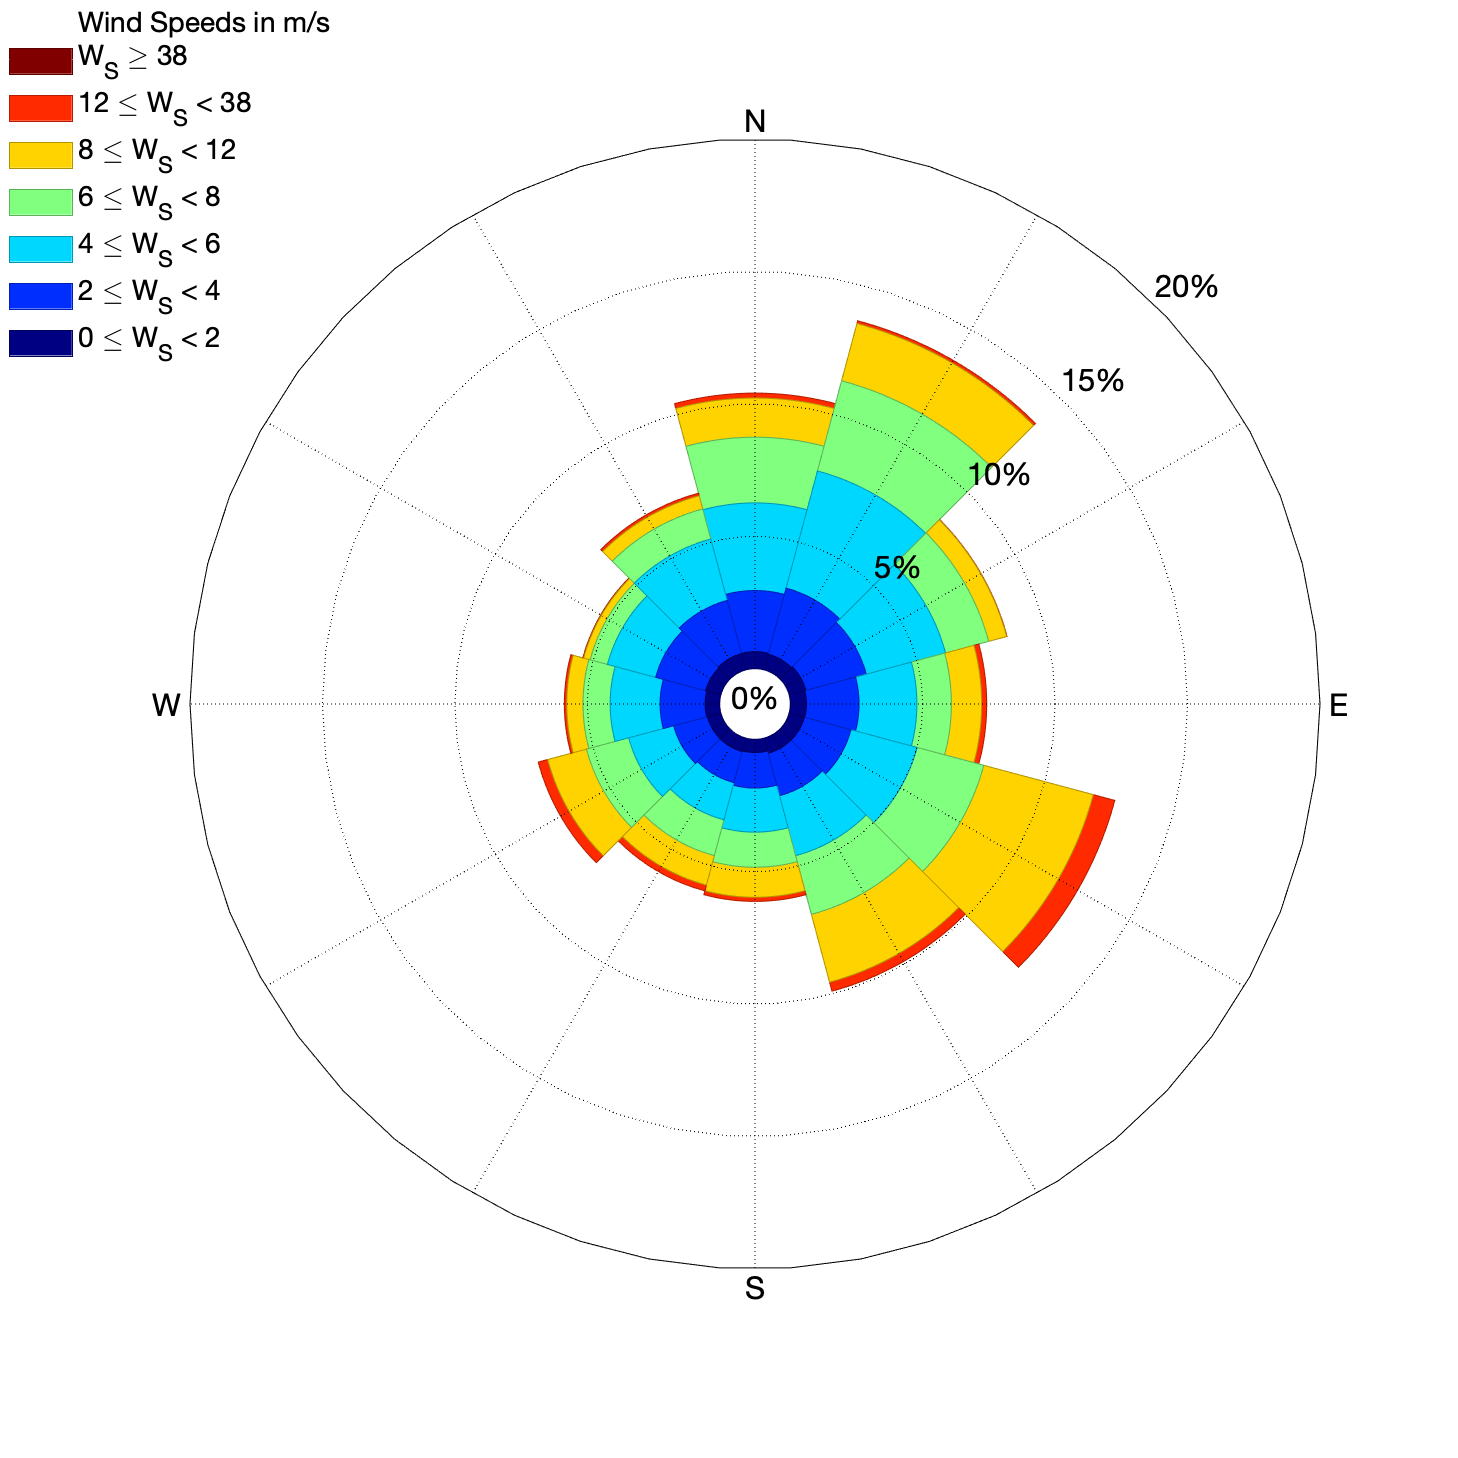 Wind Speeds in m/s
W_S ≥ 38
12 ≤ W_S < 38
8 ≤ W_S < 12
6 ≤ W_S < 8
4 ≤ W_S < 6
2 ≤ W_S < 4
0 ≤ W_S < 2
N
20%
15%
10%
5%
0%
W
E
S